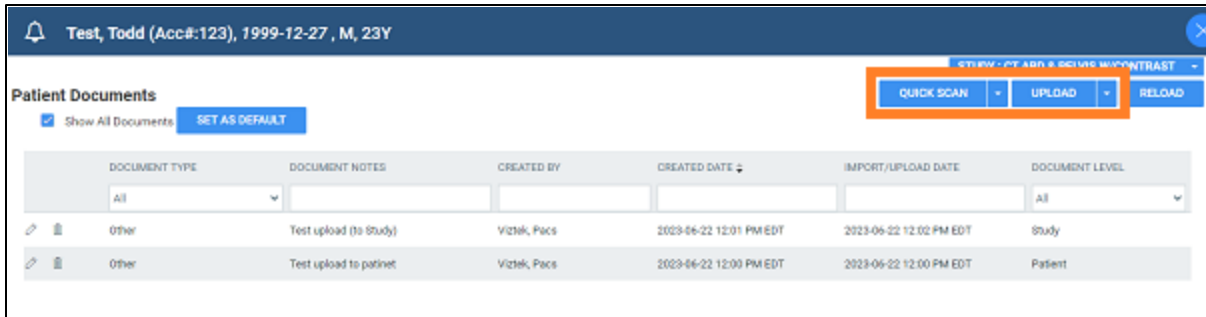 Test, Todd (Acc#:123), 1999-12-27 , M, 23Y
STUDY : CT ABD & PELVIS W/CONTRAST
Patient Documents
QUICK SCAN UPLOAD RELOAD
Show All Documents SET AS DEFAULT
DOCUMENT TYPE DOCUMENT NOTES CREATED BY CREATED DATE IMPORT/UPLOAD DATE DOCUMENT LEVEL
All All
Other Test upload (to Study) Viztek, Pacs 2023-06-22 12:01 PM EDT 2023-06-22 12:02 PM EDT Study
Other Test upload to patinet Viztek, Pacs 2023-06-22 12:00 PM EDT 2023-06-22 12:00 PM EDT Patient